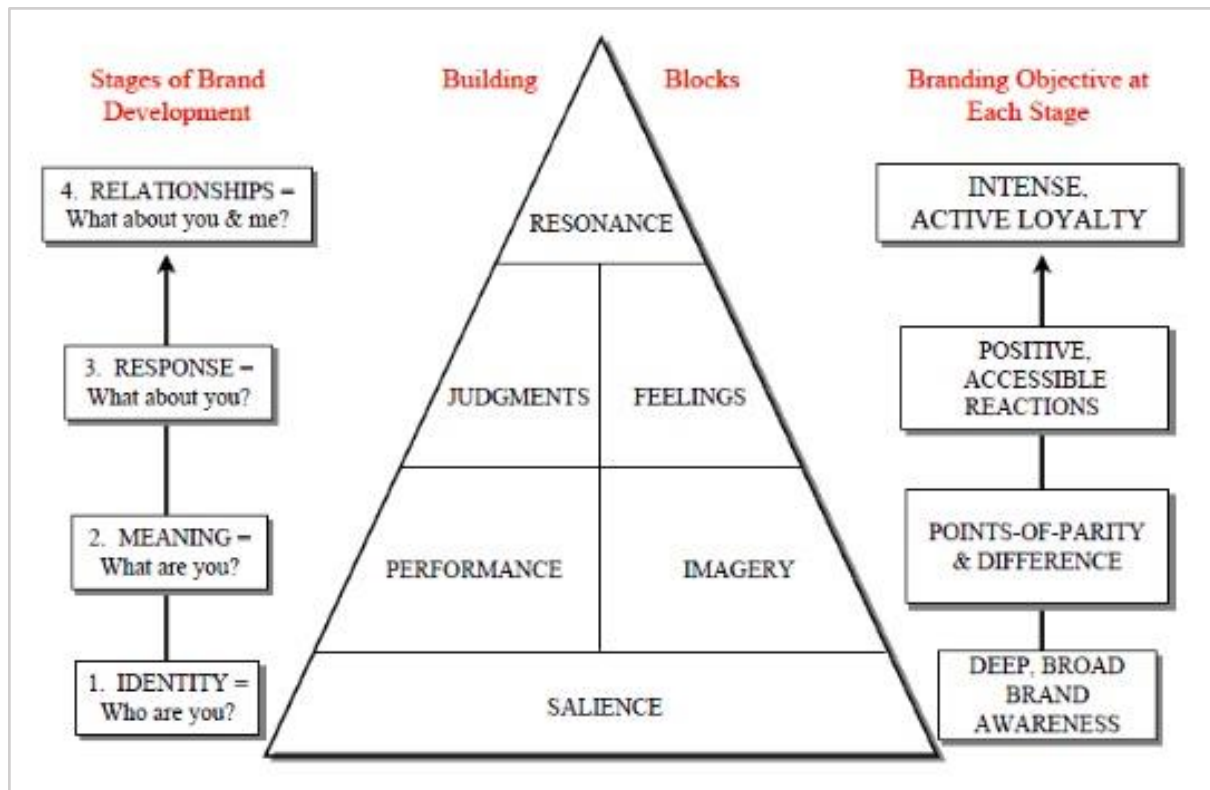 Stages of Brand
Development
Building Blocks
Branding Objective at
Each Stage
4. RELATIONSHIPS =
What about you & me?
RESONANCE
INTENSE,
ACTIVE LOYALTY
3. RESPONSE =
What about you?
JUDGMENTS
FEELINGS
POSITIVE,
ACCESSIBLE
REACTIONS
2. MEANING =
What are you?
PERFORMANCE
IMAGERY
POINTS-OF-PARITY
& DIFFERENCE
1. IDENTITY =
Who are you?
SALIENCE
DEEP, BROAD
BRAND
AWARENESS